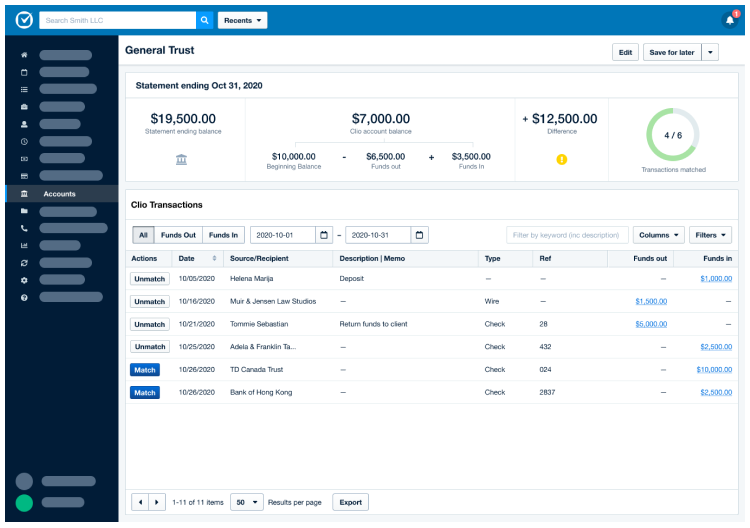 Search Smith LLC
Recents
1
General Trust
Edit
Save for later
Accounts
Statement ending Oct 31, 2020
$19,500.00
Statement ending balance
$7,000.00
Clio account balance
$10,000.00 - $6,500.00 + $3,500.00
Beginning Balance Funds out Funds In
+ $12,500.00
Difference
4 / 6
Transactions matched
Clio Transactions
All Funds Out Funds In 2020-10-01 – 2020-10-31 Filter by keyword (inc description) Columns Filters
Actions Date Source/Recipient Description | Memo Type Ref Funds out Funds in
Unmatch 10/05/2020 Helena Marija Deposit — — — $1,000.00
Unmatch 10/16/2020 Muir & Jensen Law Studios — Wire — $1,500.00 —
Unmatch 10/21/2020 Tommie Sebastian Return funds to client Check 28 $5,000.00 —
Unmatch 10/25/2020 Adela & Franklin Ta... — Check 432 — $2,500.00
Match 10/26/2020 TD Canada Trust — Check 024 — $10,000.00
Match 10/26/2020 Bank of Hong Kong — Check 2837 — $2,500.00
1-11 of 11 items 50 Results per page Export